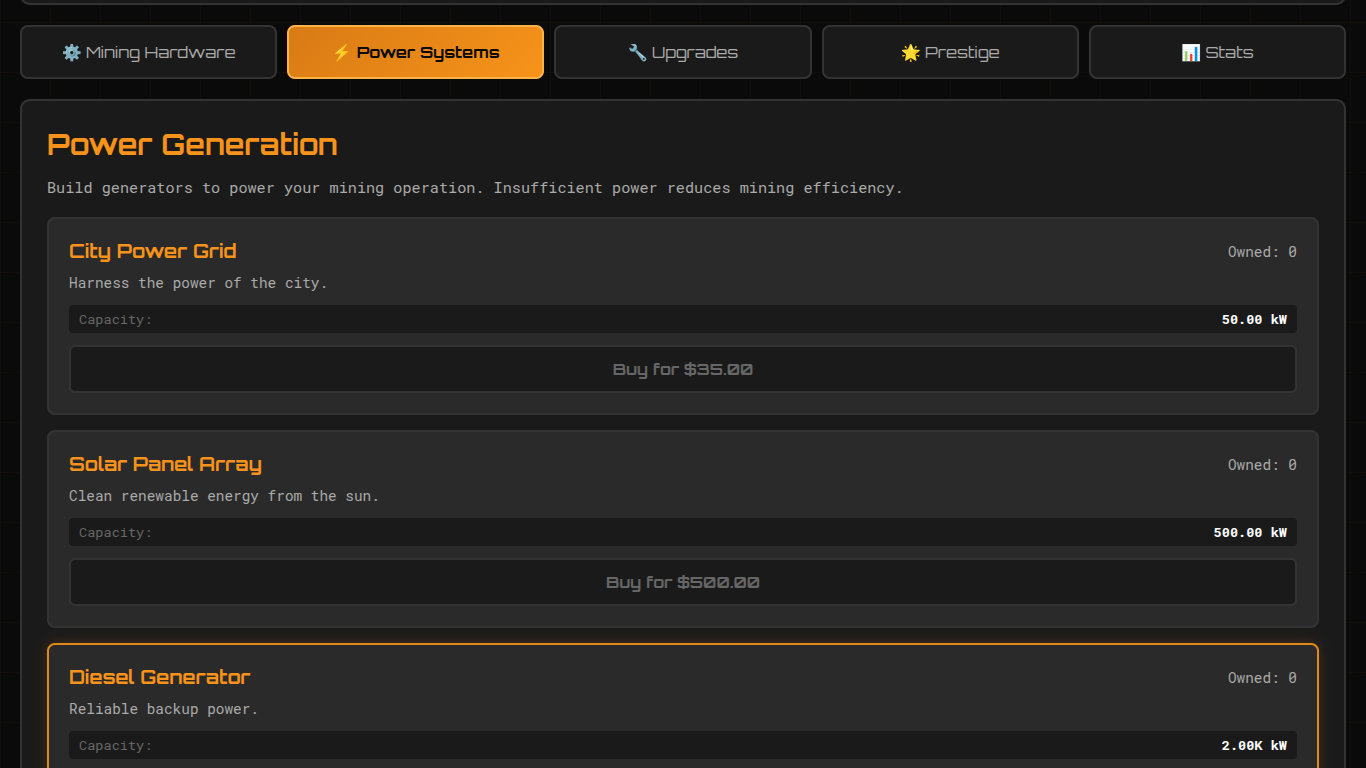 ⚙️ Mining Hardware
⚡ Power Systems
🔧 Upgrades
🌟 Prestige
📊 Stats
Power Generation
Build generators to power your mining operation. Insufficient power reduces mining efficiency.
City Power Grid
Owned: 0
Harness the power of the city.
Capacity: 50.00 kW
Buy for $35.00
Solar Panel Array
Owned: 0
Clean renewable energy from the sun.
Capacity: 500.00 kW
Buy for $500.00
Diesel Generator
Owned: 0
Reliable backup power.
Capacity: 2.00K kW